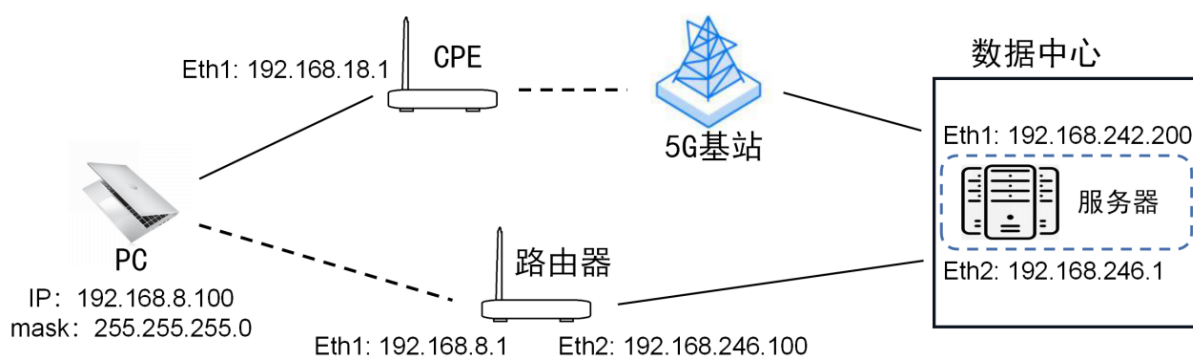 CPE
Eth1: 192.168.18.1
数据中心
5G基站
Eth1: 192.168.242.200
服务器
PC
路由器
Eth2: 192.168.246.1
IP: 192.168.8.100
mask: 255.255.255.0
Eth1: 192.168.8.1
Eth2: 192.168.246.100